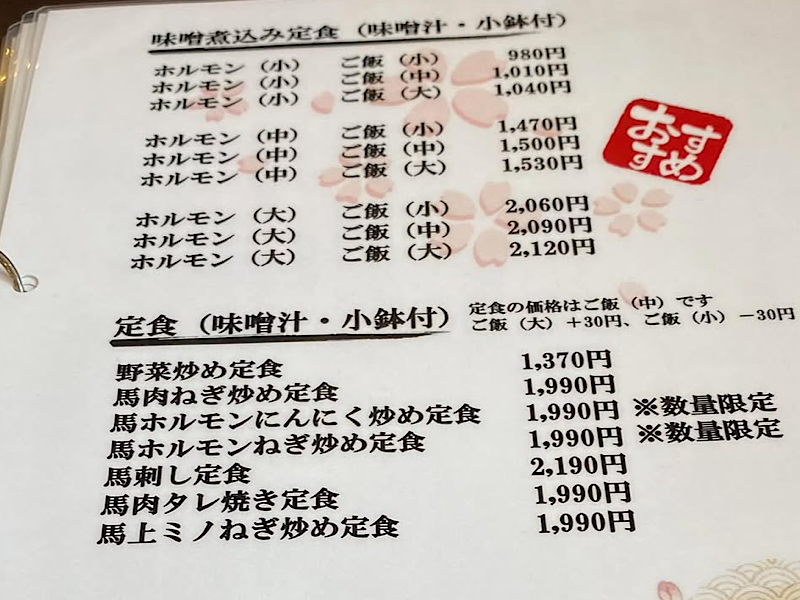 味噌煮込み定食（味噌汁・小鉢付）
ホルモン（小） ご飯（小） 980円
ホルモン（小） ご飯（中） 1,010円
ホルモン（小） ご飯（大） 1,040円
おすすめ
ホルモン（中） ご飯（小） 1,470円
ホルモン（中） ご飯（中） 1,500円
ホルモン（中） ご飯（大） 1,530円
ホルモン（大） ご飯（小） 2,060円
ホルモン（大） ご飯（中） 2,090円
ホルモン（大） ご飯（大） 2,120円
定食（味噌汁・小鉢付）
定食の価格はご飯（中）です
ご飯（大）＋30円、ご飯（小）－30円
野菜炒め定食 1,370円
馬肉ねぎ炒め定食 1,990円
馬ホルモンにんにく炒め定食 1,990円 ※数量限定
馬ホルモンねぎ炒め定食 1,990円 ※数量限定
馬刺し定食 2,190円
馬肉タレ焼き定食 1,990円
馬上ミノねぎ炒め定食 1,990円